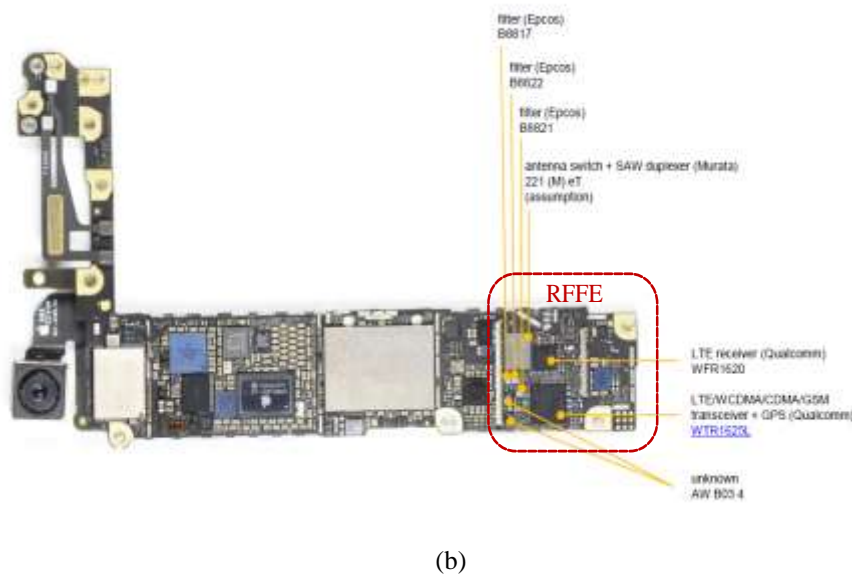 filter (Epcos)
B8817
filter (Epcos)
B8622
filter (Epcos)
B8821
antenna switch + SAW duplexer (Murata)
221 (M) eT
(assumption)
RFFE
LTE receiver (Qualcomm)
WFR1620
LTE/WCDMA/CDMA/GSM
transceiver + GPS (Qualcomm)
WTR1625L
unknown
AW B03 4
(b)